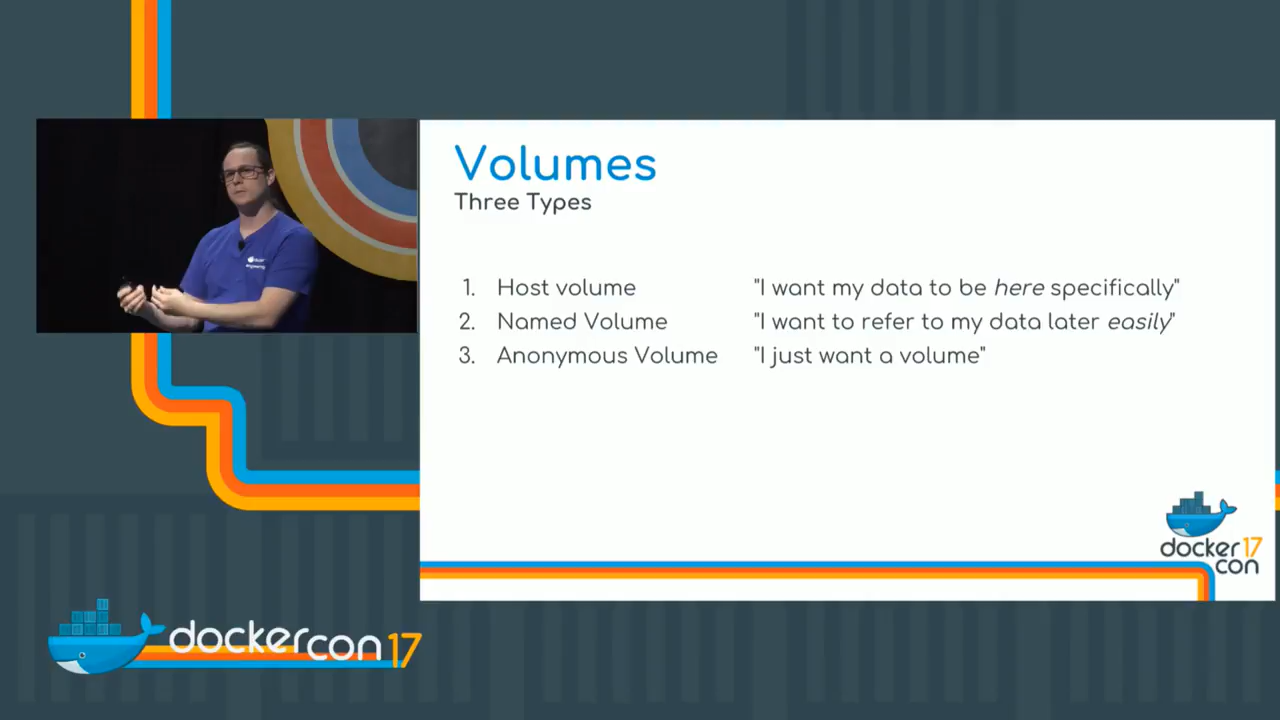 Volumes
Three Types
1. Host volume "I want my data to be here specifically"
2. Named Volume "I want to refer to my data later easily"
3. Anonymous Volume "I just want a volume"
docker 17
con
dockercon 17